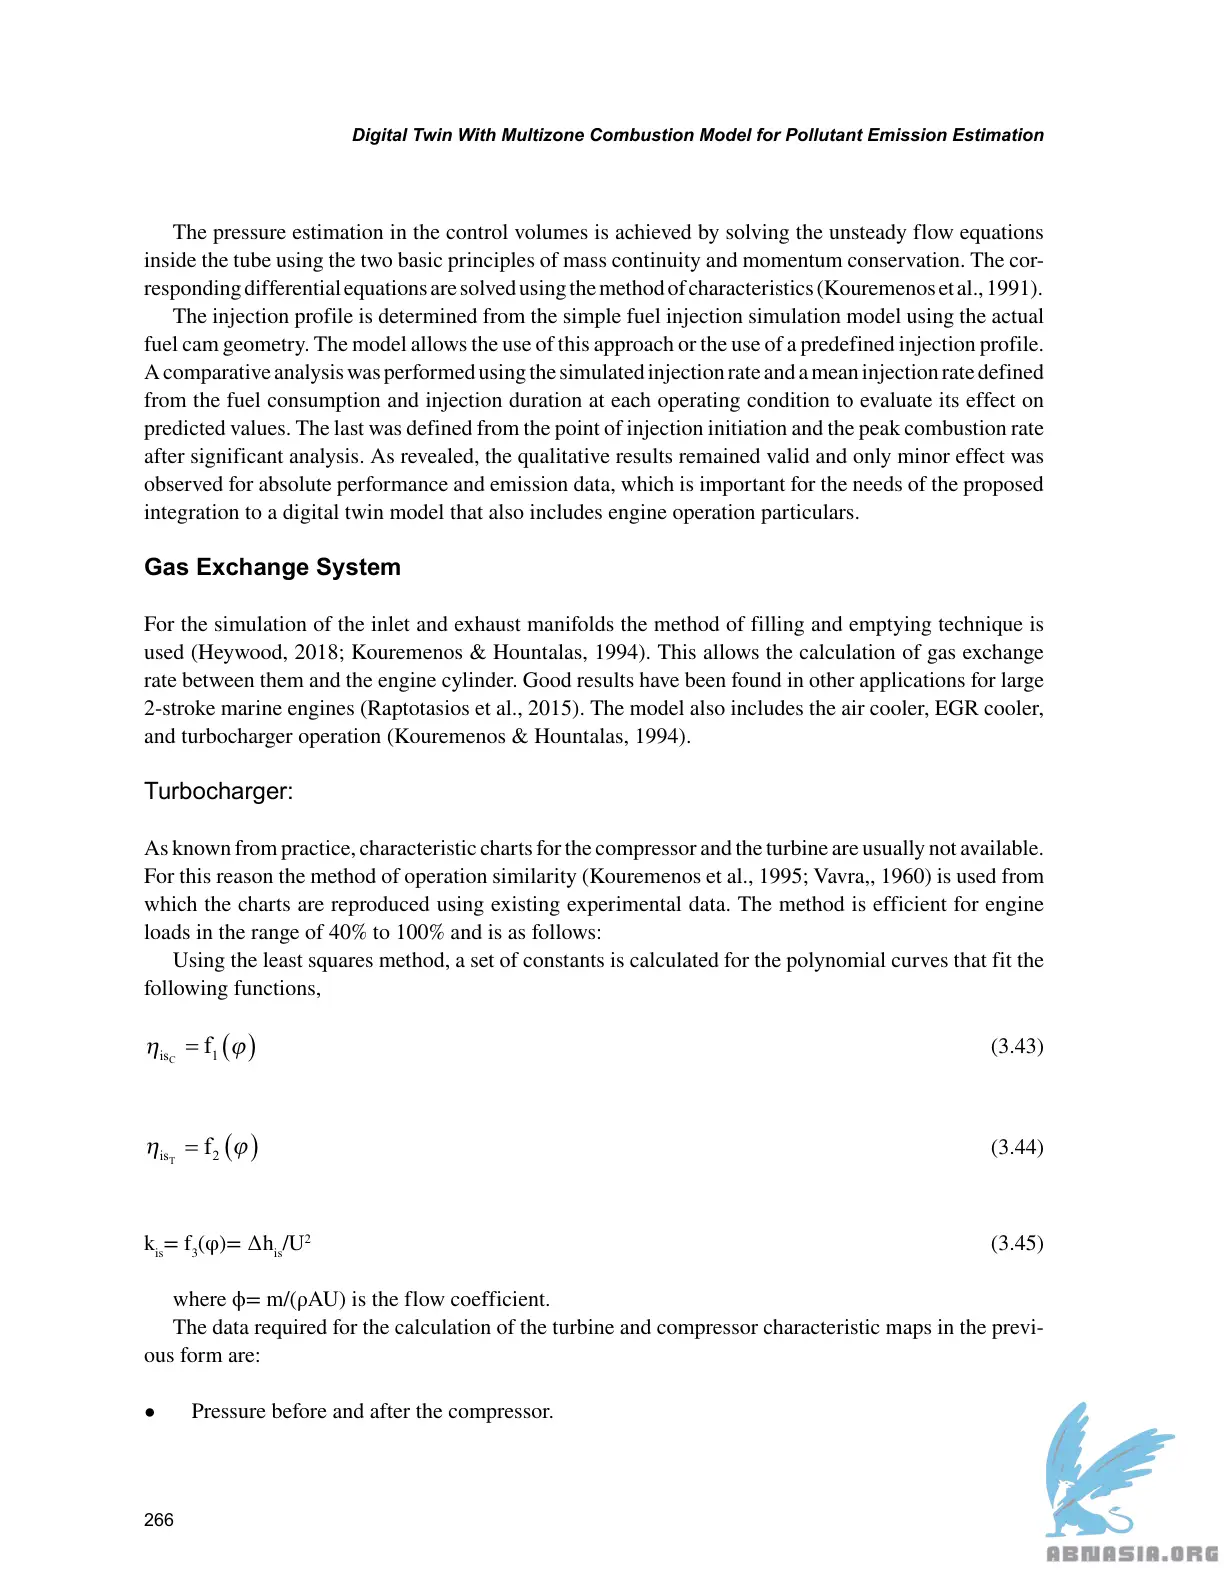 Digital Twin With Multizone Combustion Model for Pollutant Emission Estimation
The pressure estimation in the control volumes is achieved by solving the unsteady flow equations
inside the tube using the two basic principles of mass continuity and momentum conservation. The cor-
responding differential equations are solved using the method of characteristics (Kouremenos et al., 1991).
The injection profile is determined from the simple fuel injection simulation model using the actual
fuel cam geometry. The model allows the use of this approach or the use of a predefined injection profile.
A comparative analysis was performed using the simulated injection rate and a mean injection rate defined
from the fuel consumption and injection duration at each operating condition to evaluate its effect on
predicted values. The last was defined from the point of injection initiation and the peak combustion rate
after significant analysis. As revealed, the qualitative results remained valid and only minor effect was
observed for absolute performance and emission data, which is important for the needs of the proposed
integration to a digital twin model that also includes engine operation particulars.
Gas Exchange System
For the simulation of the inlet and exhaust manifolds the method of filling and emptying technique is
used (Heywood, 2018; Kouremenos & Hountalas, 1994). This allows the calculation of gas exchange
rate between them and the engine cylinder. Good results have been found in other applications for large
2-stroke marine engines (Raptotasios et al., 2015). The model also includes the air cooler, EGR cooler,
and turbocharger operation (Kouremenos & Hountalas, 1994).
Turbocharger:
As known from practice, characteristic charts for the compressor and the turbine are usually not available.
For this reason the method of operation similarity (Kouremenos et al., 1995; Vavra,, 1960) is used from
which the charts are reproduced using existing experimental data. The method is efficient for engine
loads in the range of 40% to 100% and is as follows:
Using the least squares method, a set of constants is calculated for the polynomial curves that fit the
following functions,
η_{is_C} = f₁(φ) (3.43)
η_{is_T} = f₂(φ) (3.44)
k_{is}= f₃(φ)= Δh_{is}/U² (3.45)
where ϕ= m/(ρAU) is the flow coefficient.
The data required for the calculation of the turbine and compressor characteristic maps in the previ-
ous form are:
● Pressure before and after the compressor.
266
ABNASIA.ORG